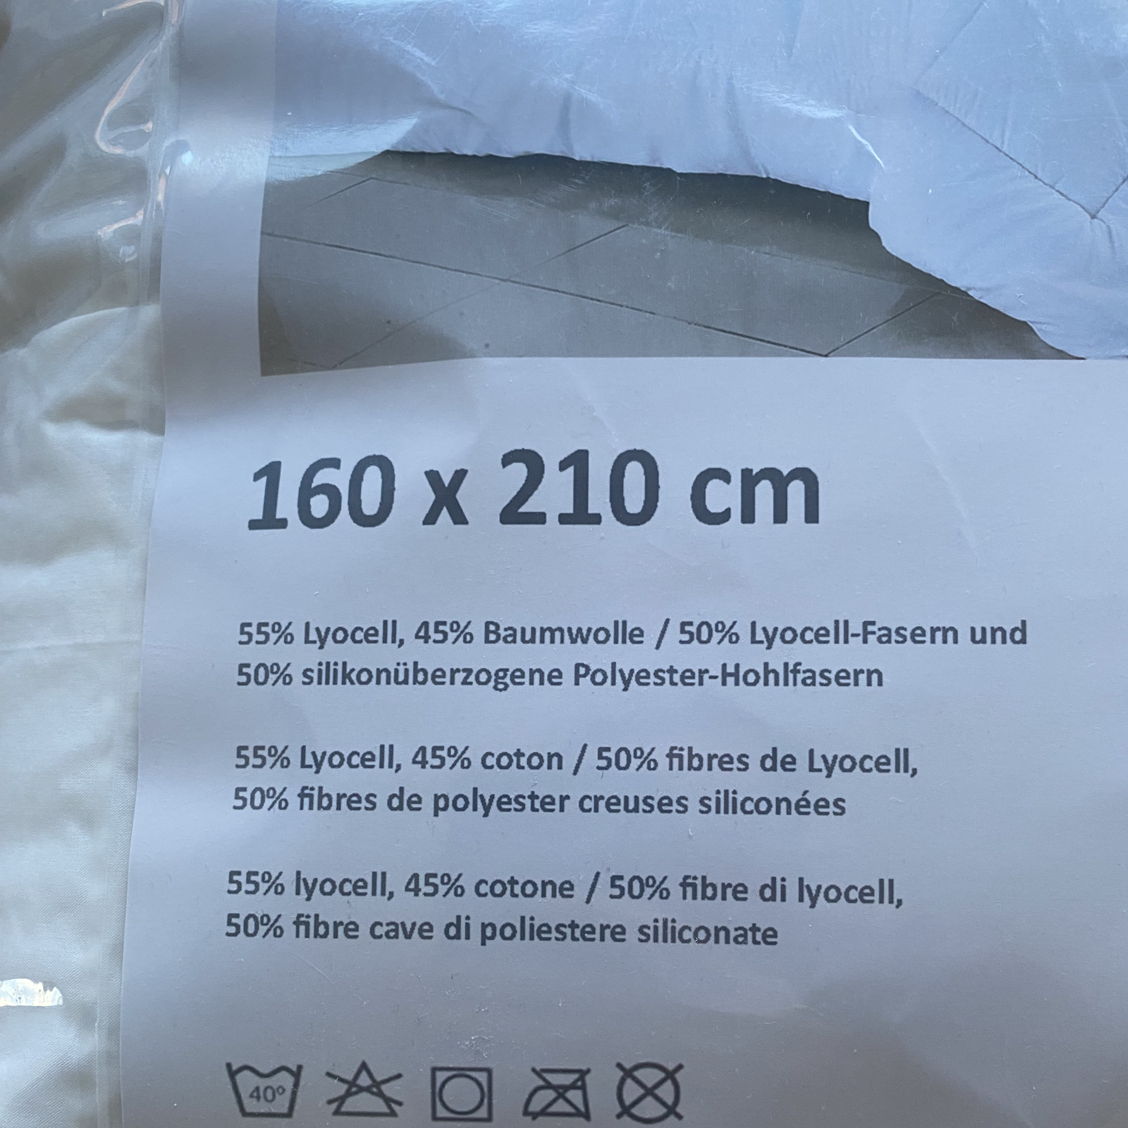 160 x 210 cm
55% Lyocell, 45% Baumwolle / 50% Lyocell-Fasern und
50% silikonüberzogene Polyester-Hohlfasern
55% Lyocell, 45% coton / 50% fibres de Lyocell,
50% fibres de polyester creuses siliconées
55% lyocell, 45% cotone / 50% fibre di lyocell,
50% fibre cave di poliestere siliconate
40°